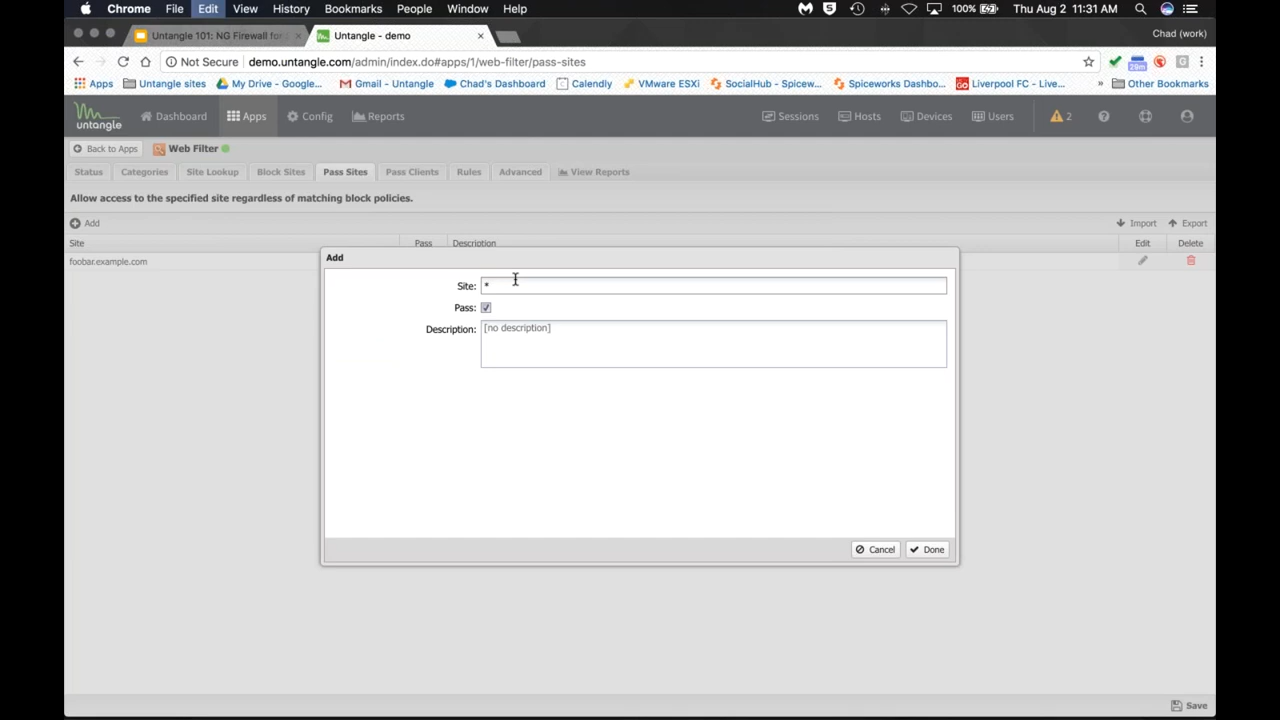 Chrome File Edit View History Bookmarks People Window Help 5 100% Thu Aug 2 11:31 AM
Untangle 101: NG Firewall for Untangle - demo Chad (work)
Not Secure demo.untangle.com/admin/index.do#apps/1/web-filter/pass-sites
Apps Untangle sites My Drive - Google... Gmail - Untangle Chad's Dashboard Calendly VMware ESXi SocialHub - Spicew... Spiceworks Dashbo... Liverpool FC - Live... » Other Bookmarks
untangle Dashboard Apps Config Reports Sessions Hosts Devices Users 2
Back to Apps Web Filter
Status Categories Site Lookup Block Sites Pass Sites Pass Clients Rules Advanced View Reports
Allow access to the specified site regardless of matching block policies.
Add Import Export
Site Pass Description Edit Delete
foobar.example.com
Add
Site: *
Pass:
Description: [no description]
Cancel Done
Save